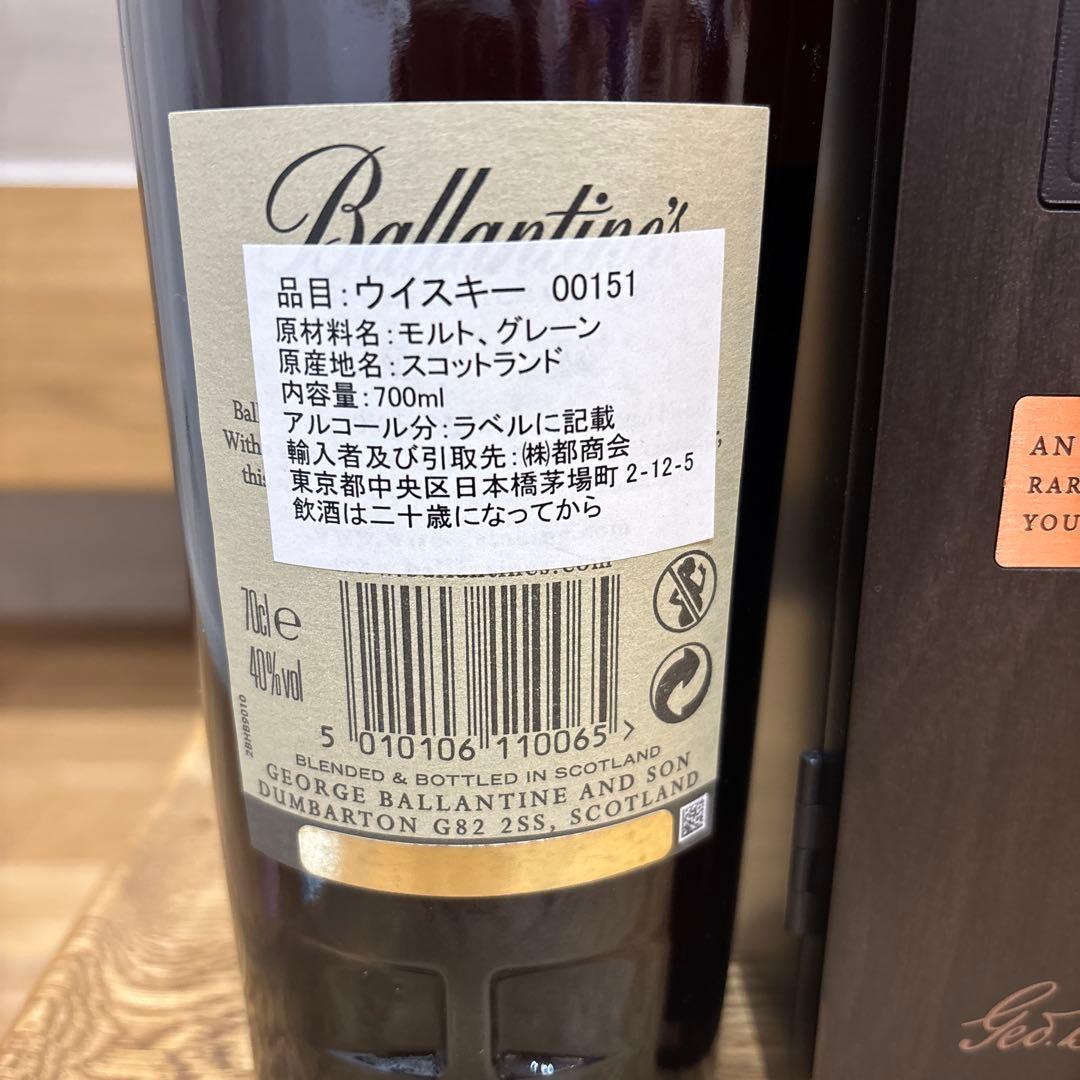 Ballantine's
品目：ウイスキー 00151
原材料名：モルト、グレーン
原産地名：スコットランド
内容量：700ml
アルコール分：ラベルに記載
輸入者及び引取先：㈱都商会
東京都中央区日本橋茅場町 2-12-5
飲酒は二十歳になってから
70cl e
40%vol
2BHB9010
5 010106 110065 >
BLENDED & BOTTLED IN SCOTLAND
GEORGE BALLANTINE AND SON
DUMBARTON G82 2SS, SCOTLAND
AN
RAR
YOU
Geo.